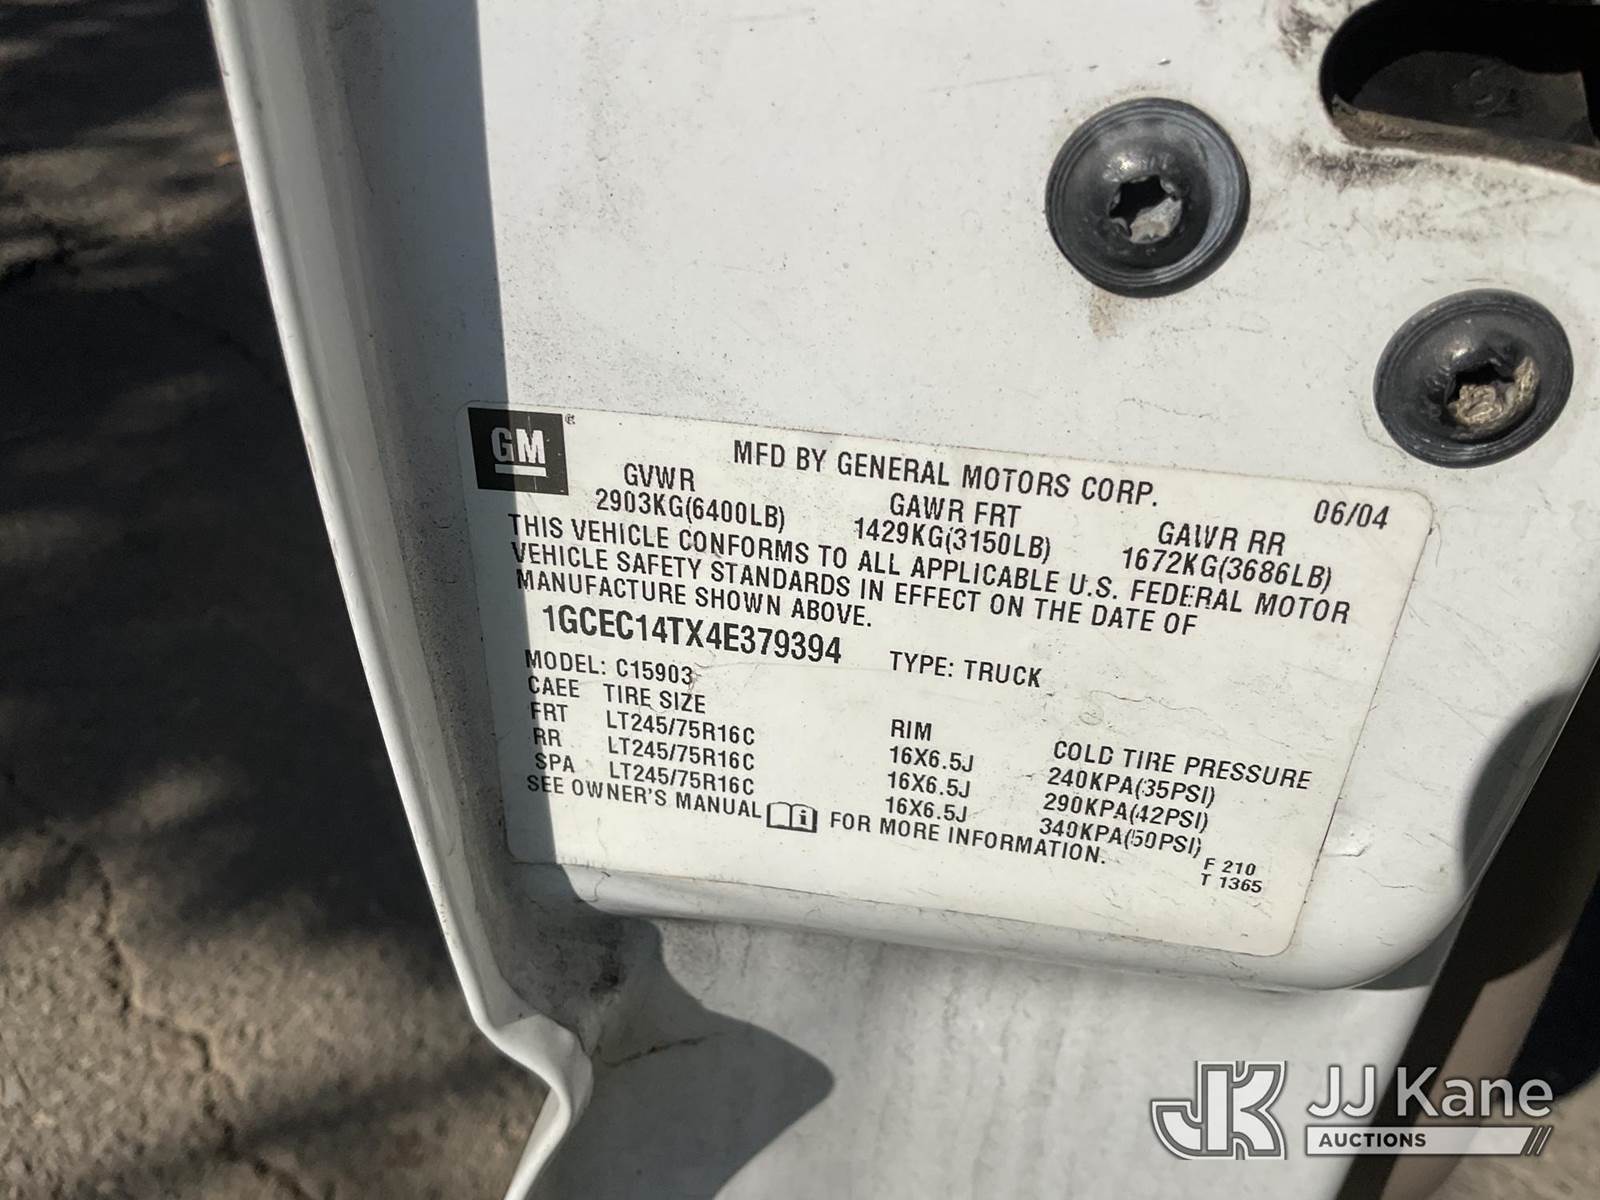 GM
MFD BY GENERAL MOTORS CORP.
06/04
GVWR GAWR FRT GAWR RR
2903KG(6400LB) 1429KG(3150LB) 1672KG(3686LB)
THIS VEHICLE CONFORMS TO ALL APPLICABLE U.S. FEDERAL MOTOR
VEHICLE SAFETY STANDARDS IN EFFECT ON THE DATE OF
MANUFACTURE SHOWN ABOVE.
1GCEC14TX4E379394 TYPE: TRUCK
MODEL: C15903
CAEE TIRE SIZE RIM COLD TIRE PRESSURE
FRT LT245/75R16C 16X6.5J 240KPA(35PSI)
RR LT245/75R16C 16X6.5J 290KPA(42PSI)
SPA LT245/75R16C 16X6.5J 340KPA(50PSI)
SEE OWNER'S MANUAL i FOR MORE INFORMATION.
F 210
T 1365
JK JJ Kane
AUCTIONS